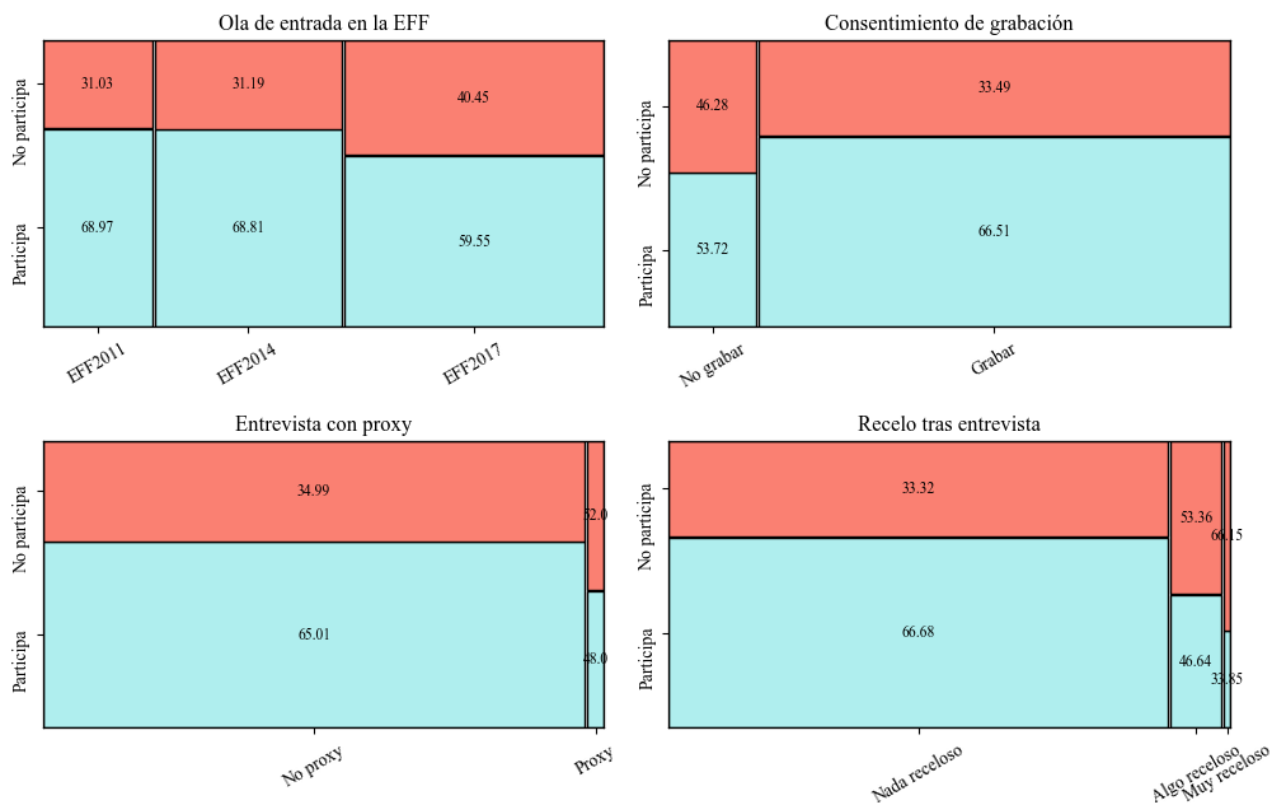 Ola de entrada en la EFF
No participa
Participa
31.03
31.19
40.45
68.97
68.81
59.55
EFF2011
EFF2014
EFF2017
Consentimiento de grabación
No participa
Participa
46.28
33.49
53.72
66.51
No grabar
Grabar
Entrevista con proxy
No participa
Participa
34.99
52.0
65.01
48.0
No proxy
Proxy
Recelo tras entrevista
No participa
Participa
33.32
53.36
66.15
66.68
46.64
33.85
Nada receloso
Algo receloso
Muy receloso